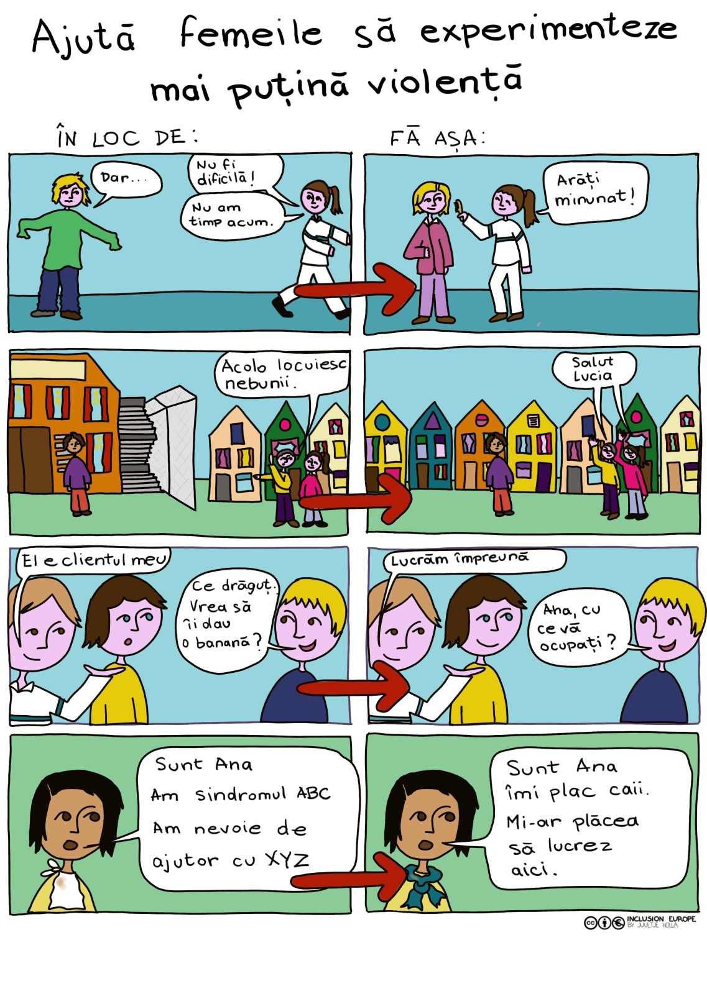 Ajută femeile să experimenteze
mai puțină violență
ÎN LOC DE:
FĂ AȘA:
Dar...
Nu fi
dificilă!
Nu am
timp acum.
Arăți
minunat!
Acolo locuiesc
nebunii.
Salut
Lucia
El e clientul meu
Ce drăguț.
Vrea să
îi dau
o banană?
Lucrăm împreună
Aha, cu
ce vă
ocupați?
Sunt Ana
Am sindromul ABC
Am nevoie de
ajutor cu XYZ
Sunt Ana
îmi plac caii.
Mi-ar plăcea
să lucrez
aici.
cc
INCLUSION EUROPE
BY JUULTJE HOLLA